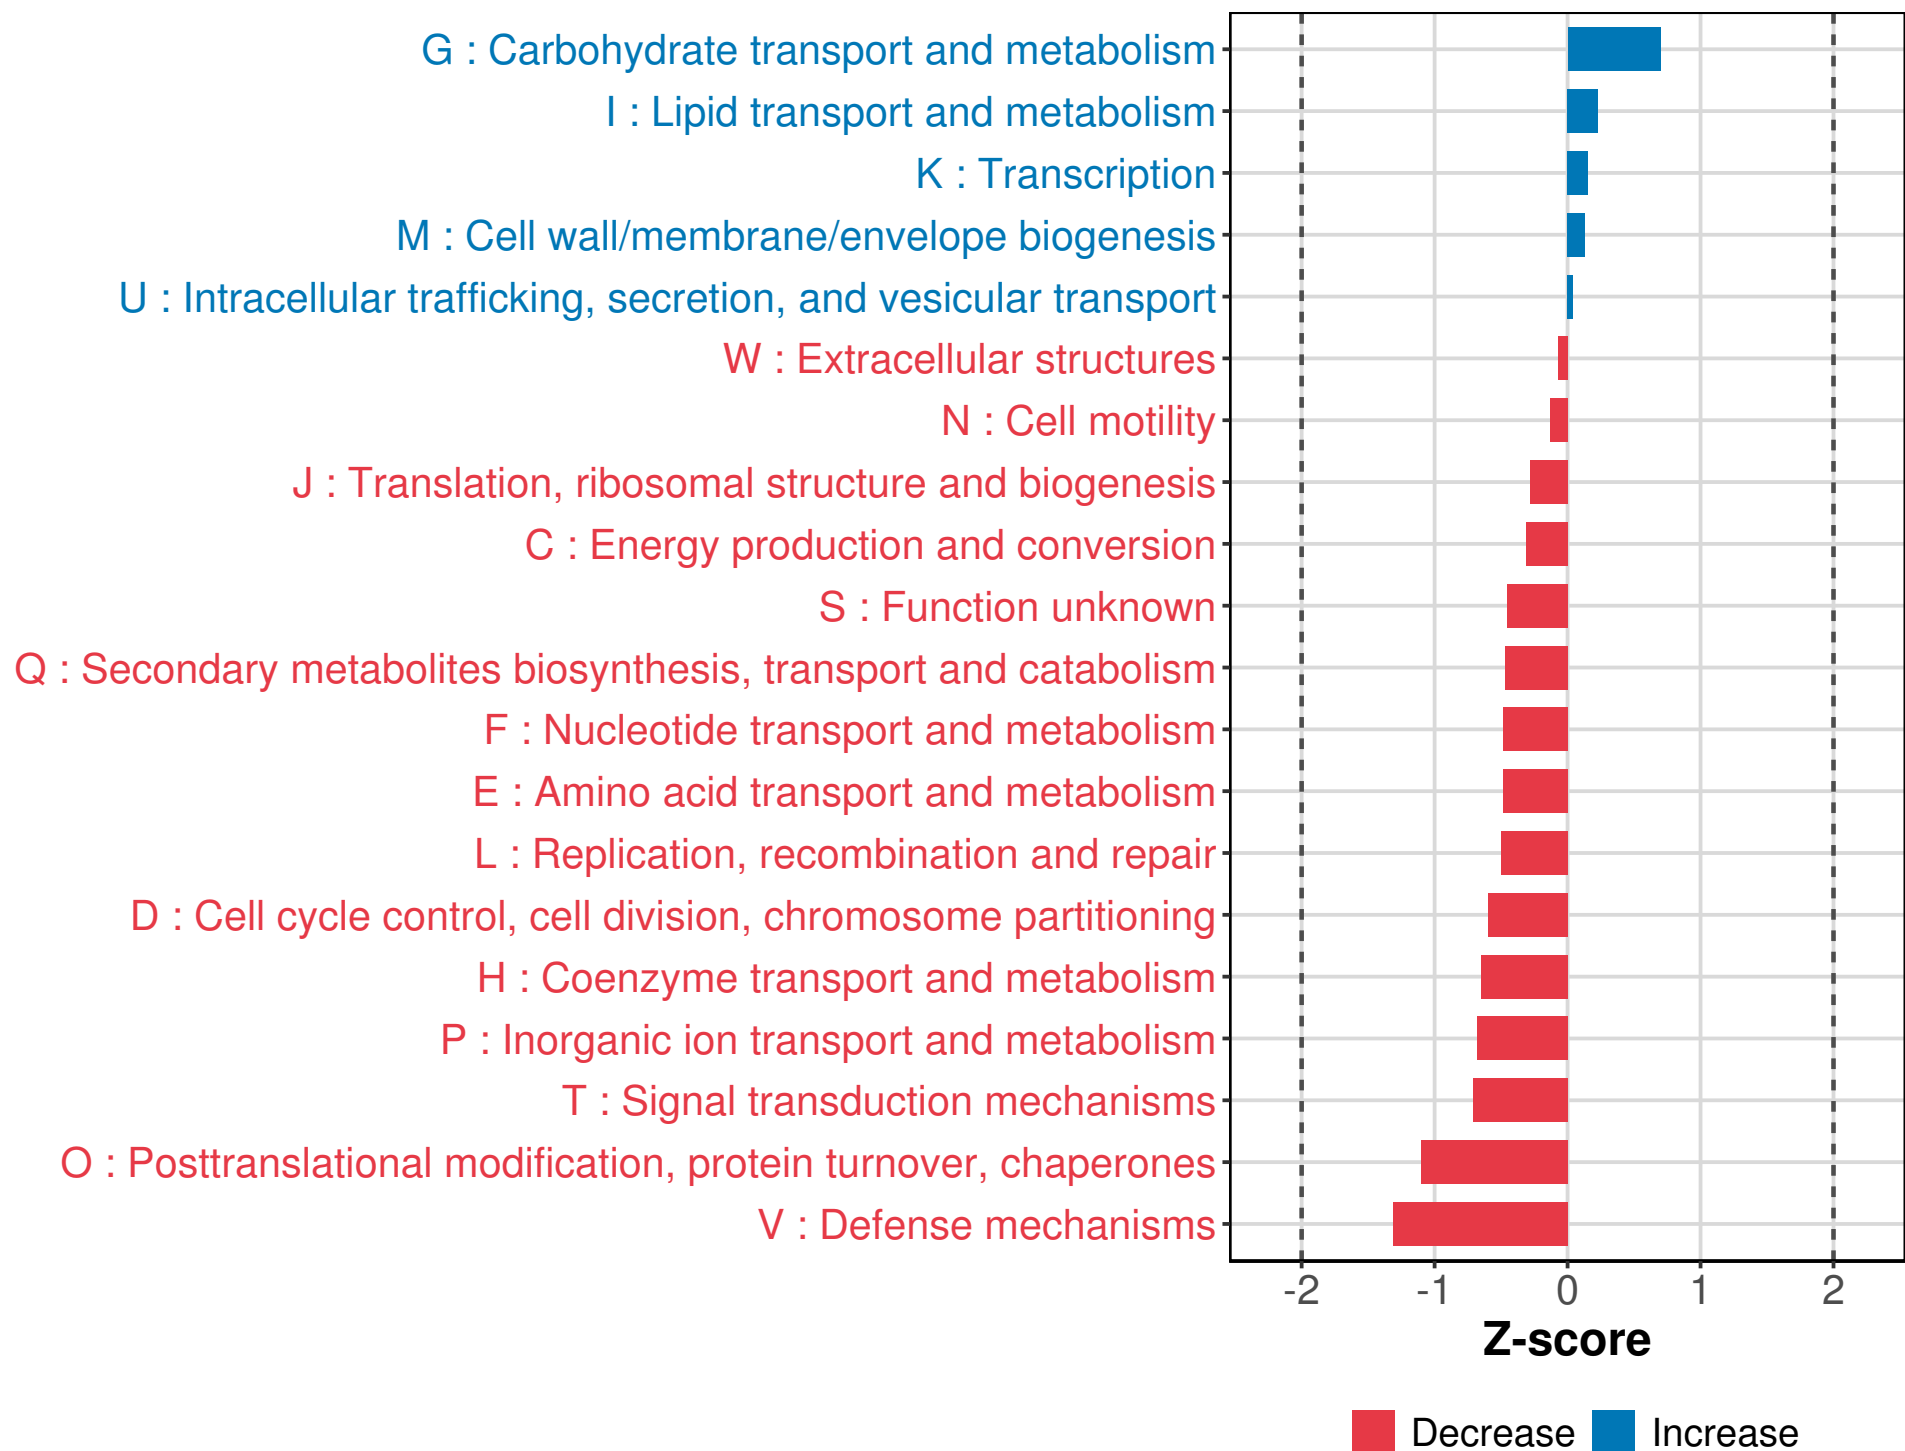 G : Carbohydrate transport and metabolism
I : Lipid transport and metabolism
K : Transcription
M : Cell wall/membrane/envelope biogenesis
U : Intracellular trafficking, secretion, and vesicular transport
W : Extracellular structures
N : Cell motility
J : Translation, ribosomal structure and biogenesis
C : Energy production and conversion
S : Function unknown
Q : Secondary metabolites biosynthesis, transport and catabolism
F : Nucleotide transport and metabolism
E : Amino acid transport and metabolism
L : Replication, recombination and repair
D : Cell cycle control, cell division, chromosome partitioning
H : Coenzyme transport and metabolism
P : Inorganic ion transport and metabolism
T : Signal transduction mechanisms
O : Posttranslational modification, protein turnover, chaperones
V : Defense mechanisms
-2 -1 0 1 2
Z-score
Decrease Increase